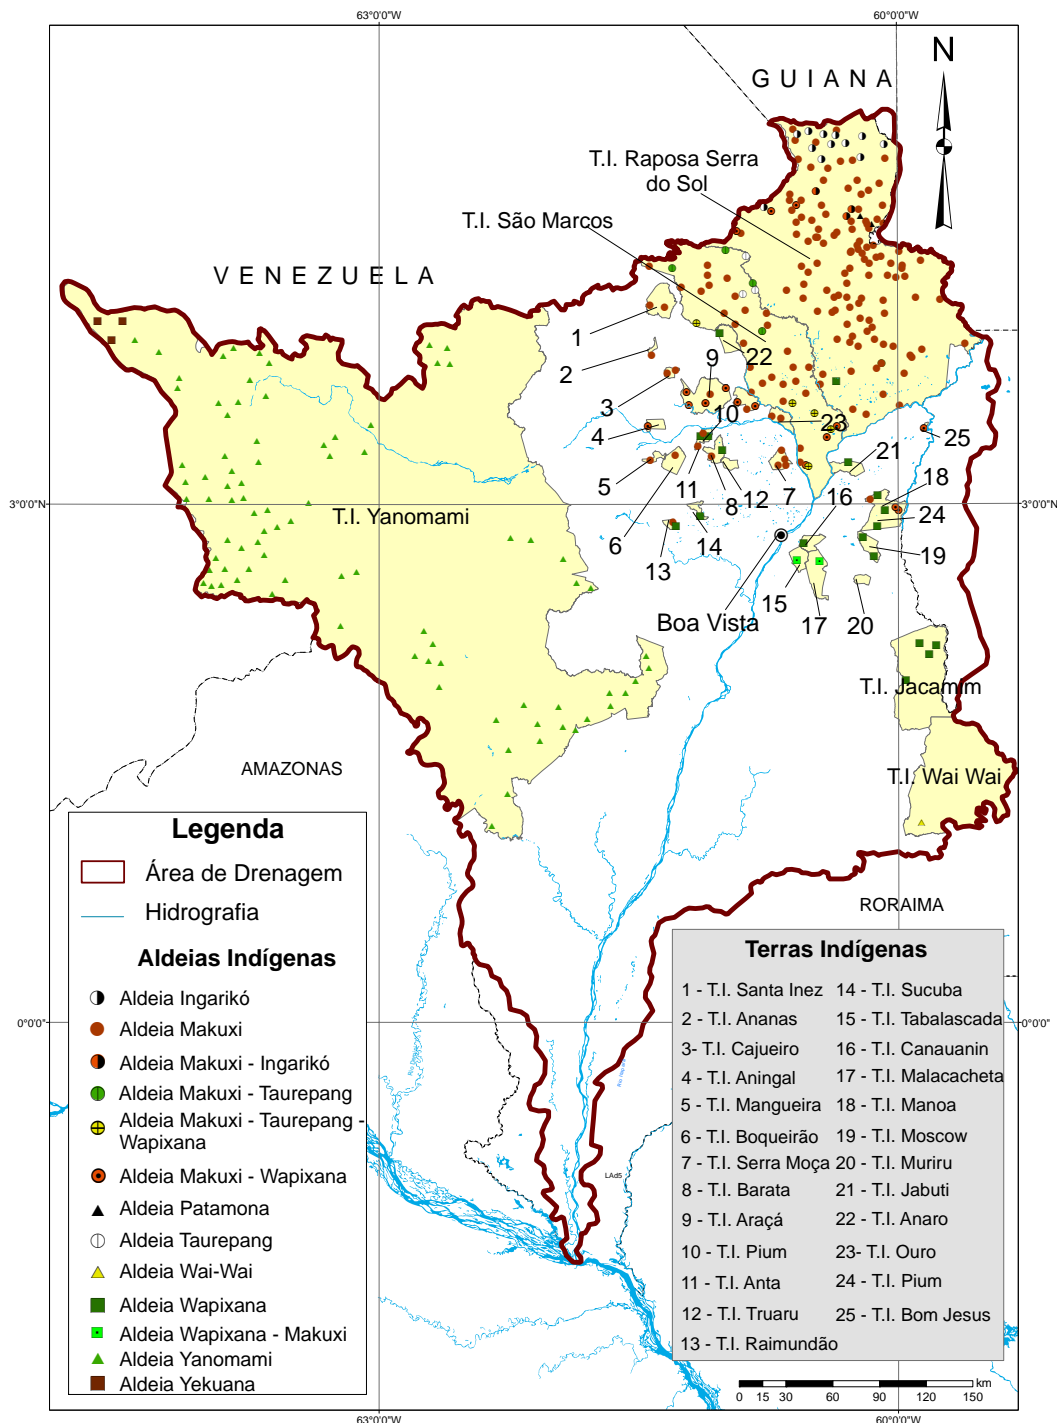 63°0'0"W
60°0'0"W
N
GUIANA
T.I. Raposa Serra
do Sol
T.I. São Marcos
VENEZUELA
1
2
22
9
3
10
23
4
25
21
5
11
8
12
7
16
18
3°0'0"N
3°0'0"N
T.I. Yanomami
24
6
14
13
19
15
17
20
Boa Vista
T.I. Jacamim
T.I. Wai Wai
AMAZONAS
RORAIMA
Legenda
Área de Drenagem
Hidrografia
Aldeias Indígenas
Aldeia Ingarikó
Aldeia Makuxi
Aldeia Makuxi - Ingarikó
Aldeia Makuxi - Taurepang
Aldeia Makuxi - Taurepang -
Wapixana
Aldeia Makuxi - Wapixana
Aldeia Patamona
Aldeia Taurepang
Aldeia Wai-Wai
Aldeia Wapixana
Aldeia Wapixana - Makuxi
Aldeia Yanomami
Aldeia Yekuana
0°0'0"
0°0'0"
LAd5
Terras Indígenas
1 - T.I. Santa Inez
2 - T.I. Ananas
3- T.I. Cajueiro
4 - T.I. Aningal
5 - T.I. Mangueira
6 - T.I. Boqueirão
7 - T.I. Serra Moça
8 - T.I. Barata
9 - T.I. Araçá
10 - T.I. Pium
11 - T.I. Anta
12 - T.I. Truaru
13 - T.I. Raimundão
14 - T.I. Sucuba
15 - T.I. Tabalascada
16 - T.I. Canauanin
17 - T.I. Malacacheta
18 - T.I. Manoa
19 - T.I. Moscow
20 - T.I. Muriru
21 - T.I. Jabuti
22 - T.I. Anaro
23- T.I. Ouro
24 - T.I. Pium
25 - T.I. Bom Jesus
km
0 15 30 60 90 120 150
63°0'0"W
60°0'0"W